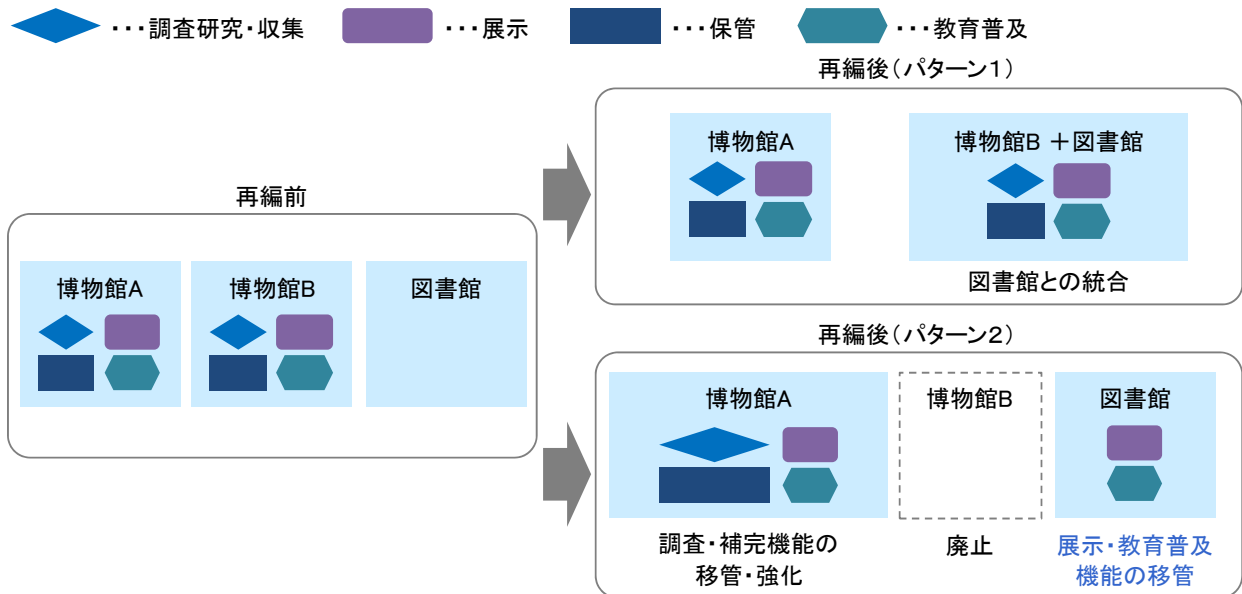 ・・・調査研究・収集
・・・展示
・・・保管
・・・教育普及
再編前
博物館A
博物館B
図書館
再編後（パターン１）
博物館A
博物館B ＋図書館
図書館との統合
再編後（パターン２）
博物館A
博物館B
図書館
調査・補完機能の
移管・強化
廃止
展示・教育普及
機能の移管